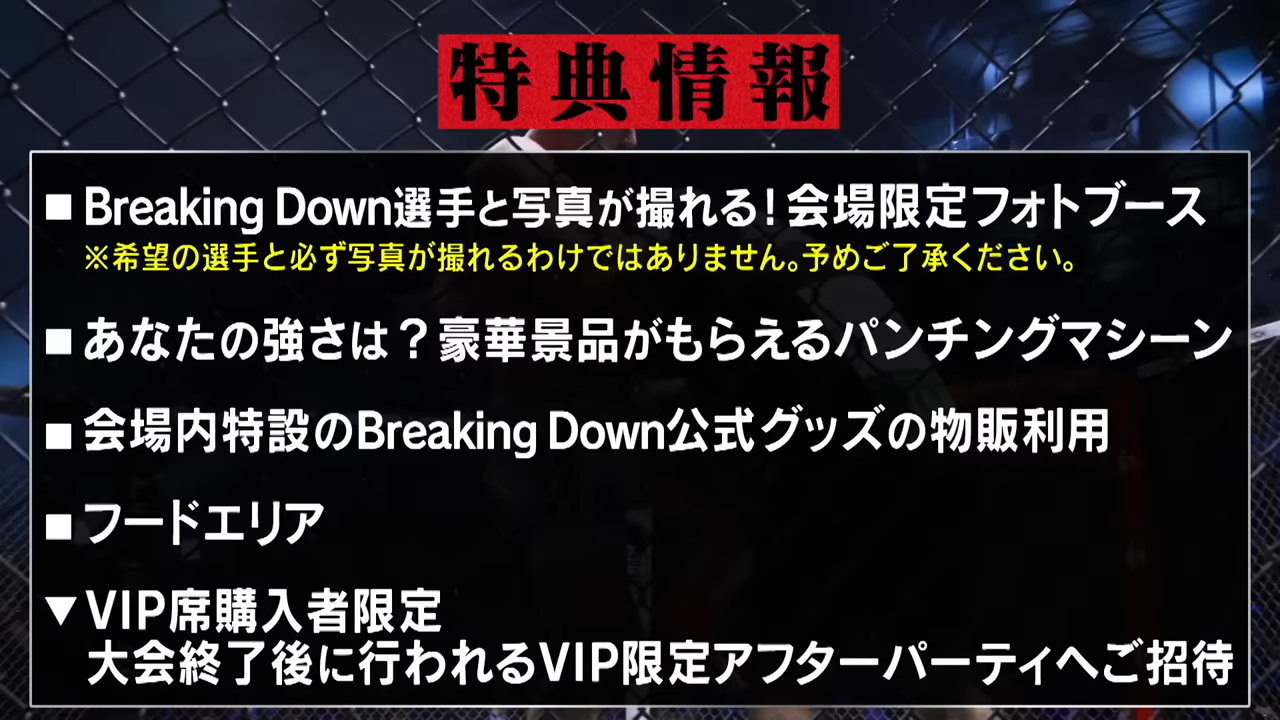 特典情報
■Breaking Down選手と写真が撮れる！会場限定フォトブース
※希望の選手と必ず写真が撮れるわけではありません。予めご了承ください。
■あなたの強さは？豪華景品がもらえるパンチングマシーン
■会場内特設のBreaking Down公式グッズの物販利用
■フードエリア
▼VIP席購入者限定
大会終了後に行われるVIP限定アフターパーティへご招待